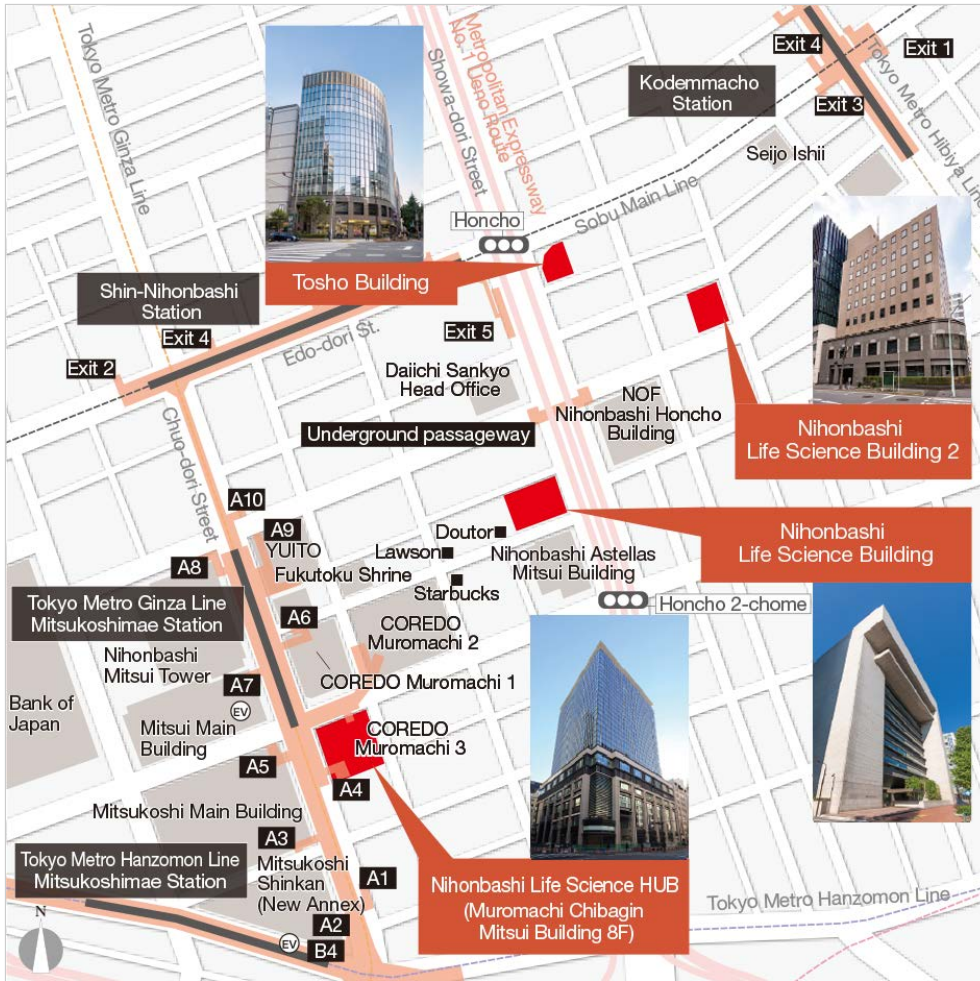 Tokyo Metro Ginza Line
Showa-dori Street
Metropolitan Expressway
No. 1 Ueno Route
Exit 4
Exit 1
Tokyo Metro Hibiya Line
Kodemmacho
Station
Exit 3
Seijo Ishii
Sobu Main Line
Honcho
Tosho Building
Shin-Nihonbashi
Station
Exit 4
Exit 2
Edo-dori St.
Exit 5
Daiichi Sankyo
Head Office
NOF
Nihonbashi Honcho
Building
Underground passageway
Nihonbashi
Life Science Building 2
Chuo-dori Street
A10
A9
YUITO
A8
Fukutoku Shrine
Doutor
Lawson
Starbucks
Nihonbashi Astellas
Mitsui Building
Nihonbashi
Life Science Building
Honcho 2-chome
Tokyo Metro Ginza Line
Mitsukoshimae Station
A6
COREDO
Muromachi 2
Nihonbashi
Mitsui Tower
A7
EV
COREDO Muromachi 1
Bank of
Japan
Mitsui Main
Building
COREDO
Muromachi 3
A5
A4
Mitsukoshi Main Building
A3
Tokyo Metro Hanzomon Line
Mitsukoshimae Station
Mitsukoshi
Shinkan
(New Annex)
A1
A2
EV
B4
Nihonbashi Life Science HUB
(Muromachi Chibagin
Mitsui Building 8F)
Tokyo Metro Hanzomon Line
N